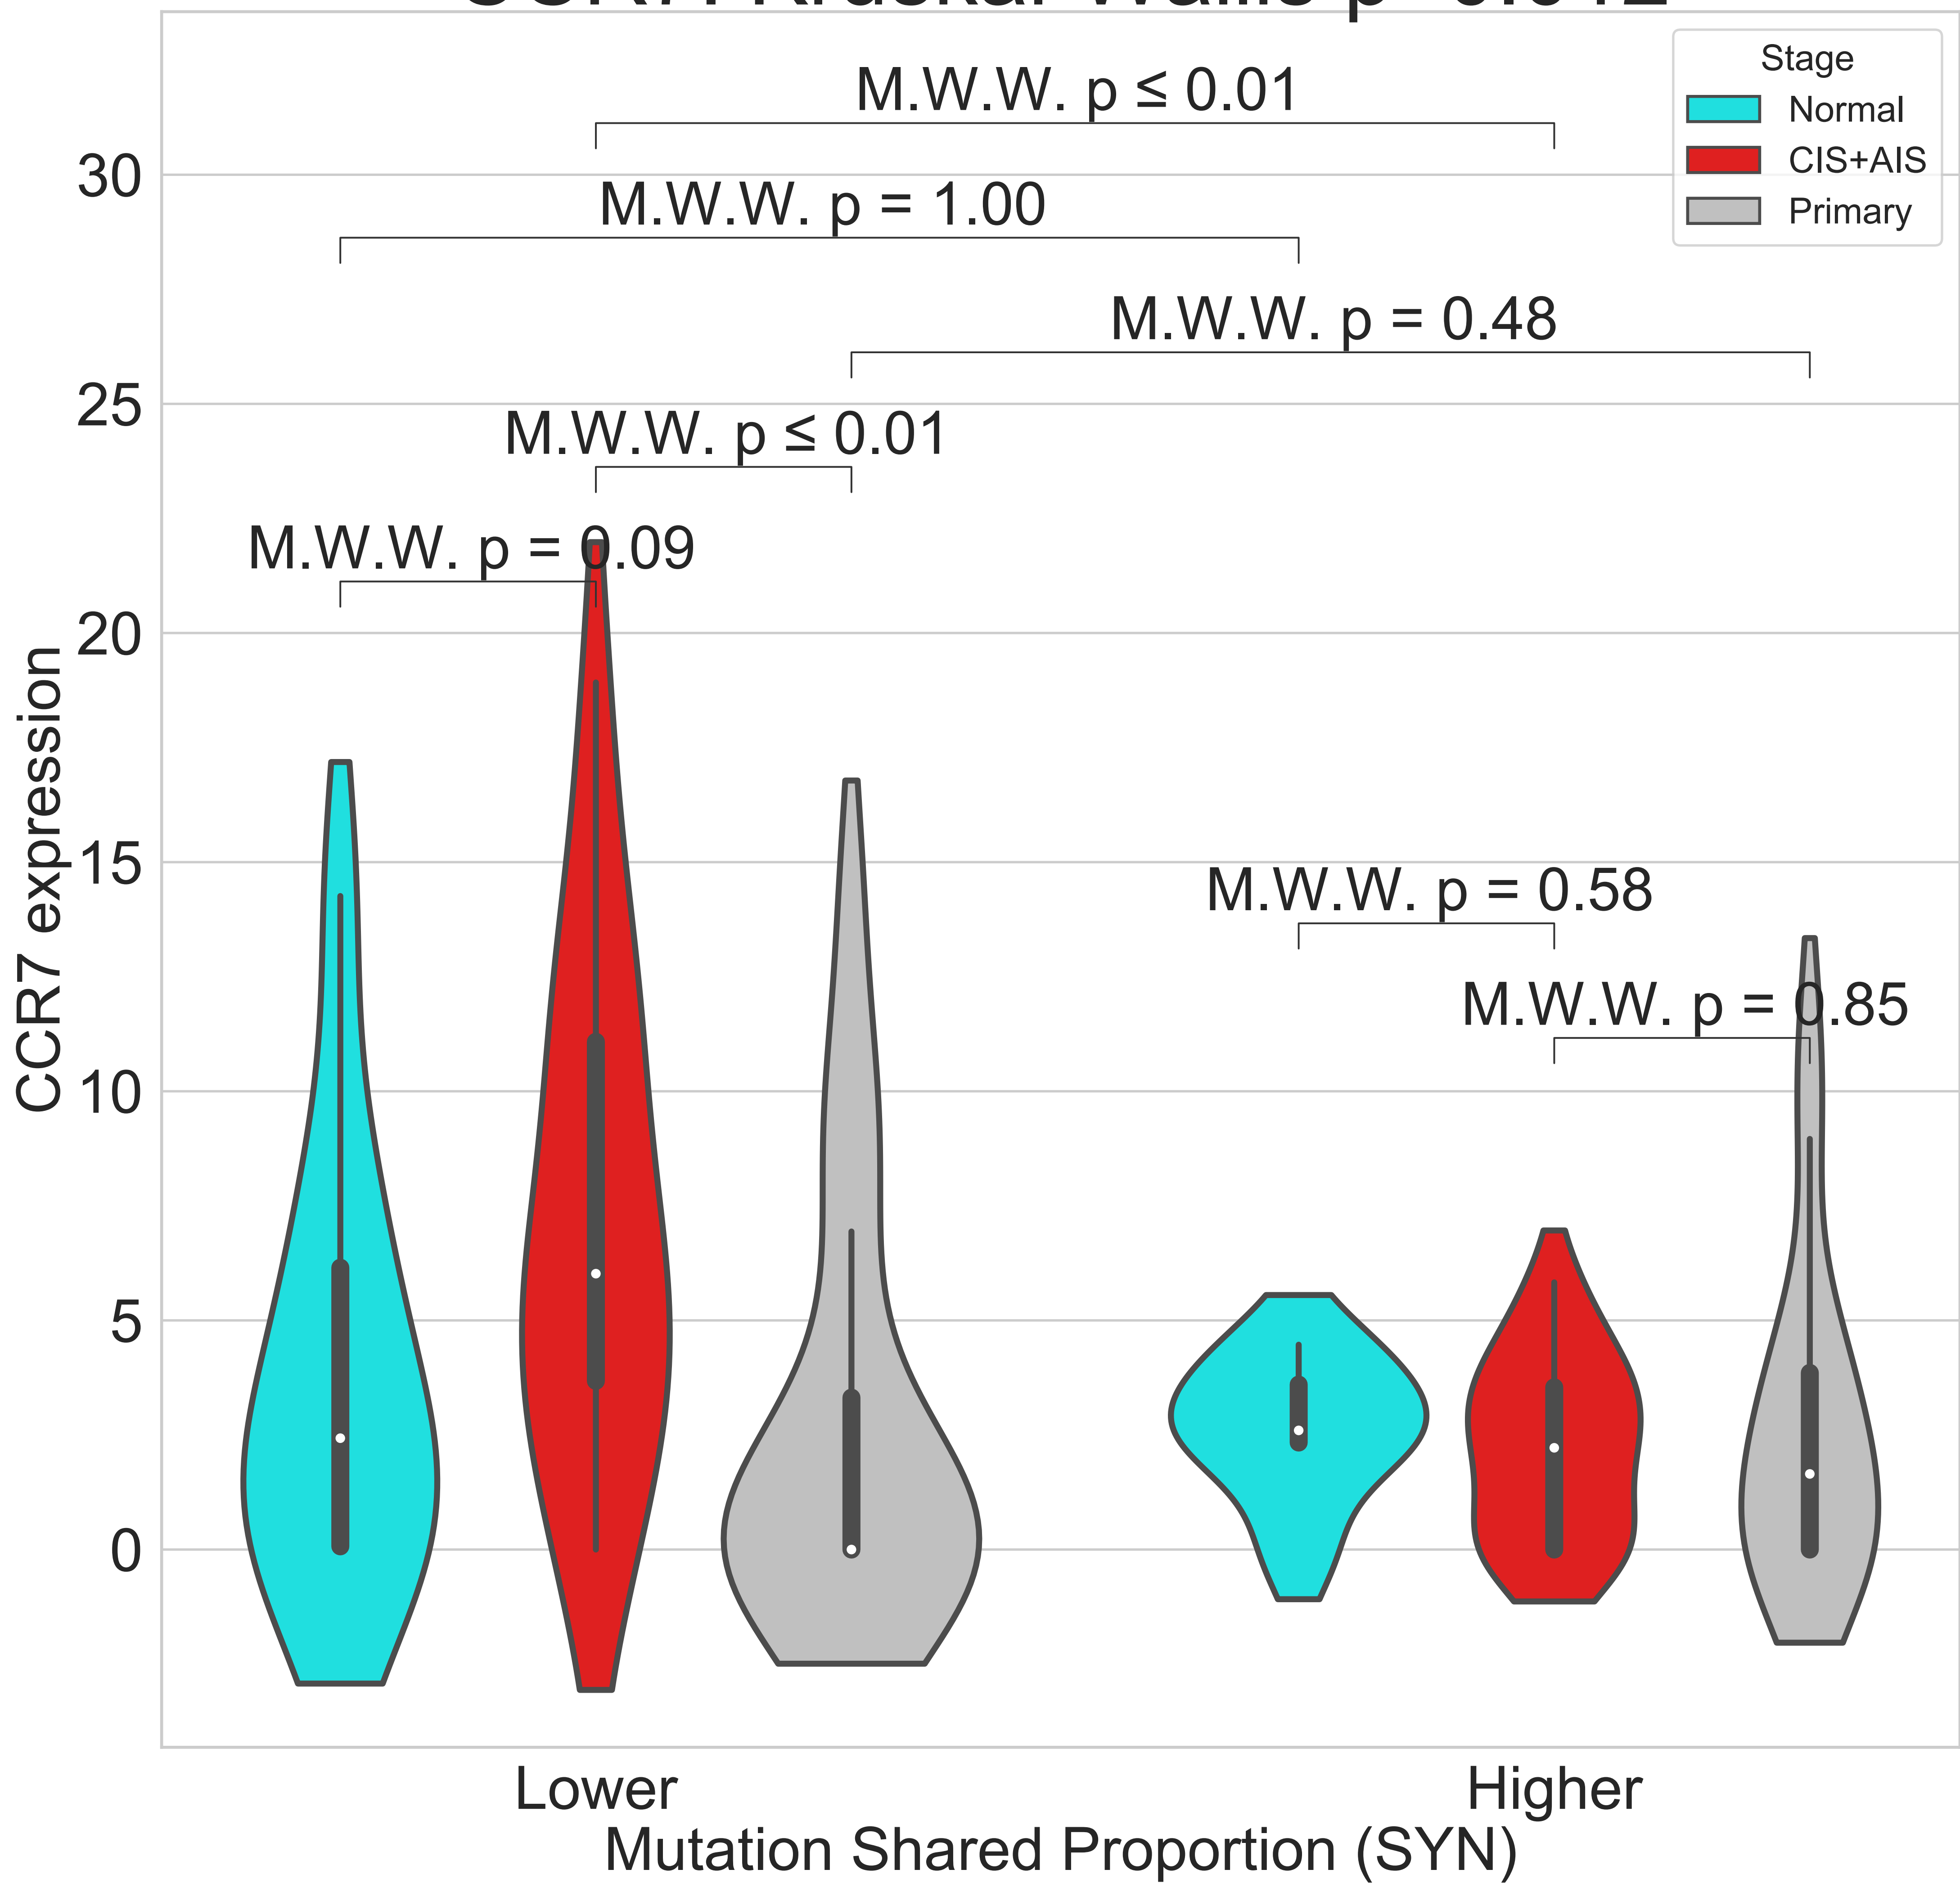 M.W.W. p ≤ 0.01
Stage
Normal
CIS+AIS
Primary
M.W.W. p = 1.00
M.W.W. p = 0.48
M.W.W. p ≤ 0.01
M.W.W. p = 0.09
M.W.W. p = 0.58
M.W.W. p = 0.85
30
25
20
15
10
5
0
CCR7 expression
Lower
Higher
Mutation Shared Proportion (SYN)